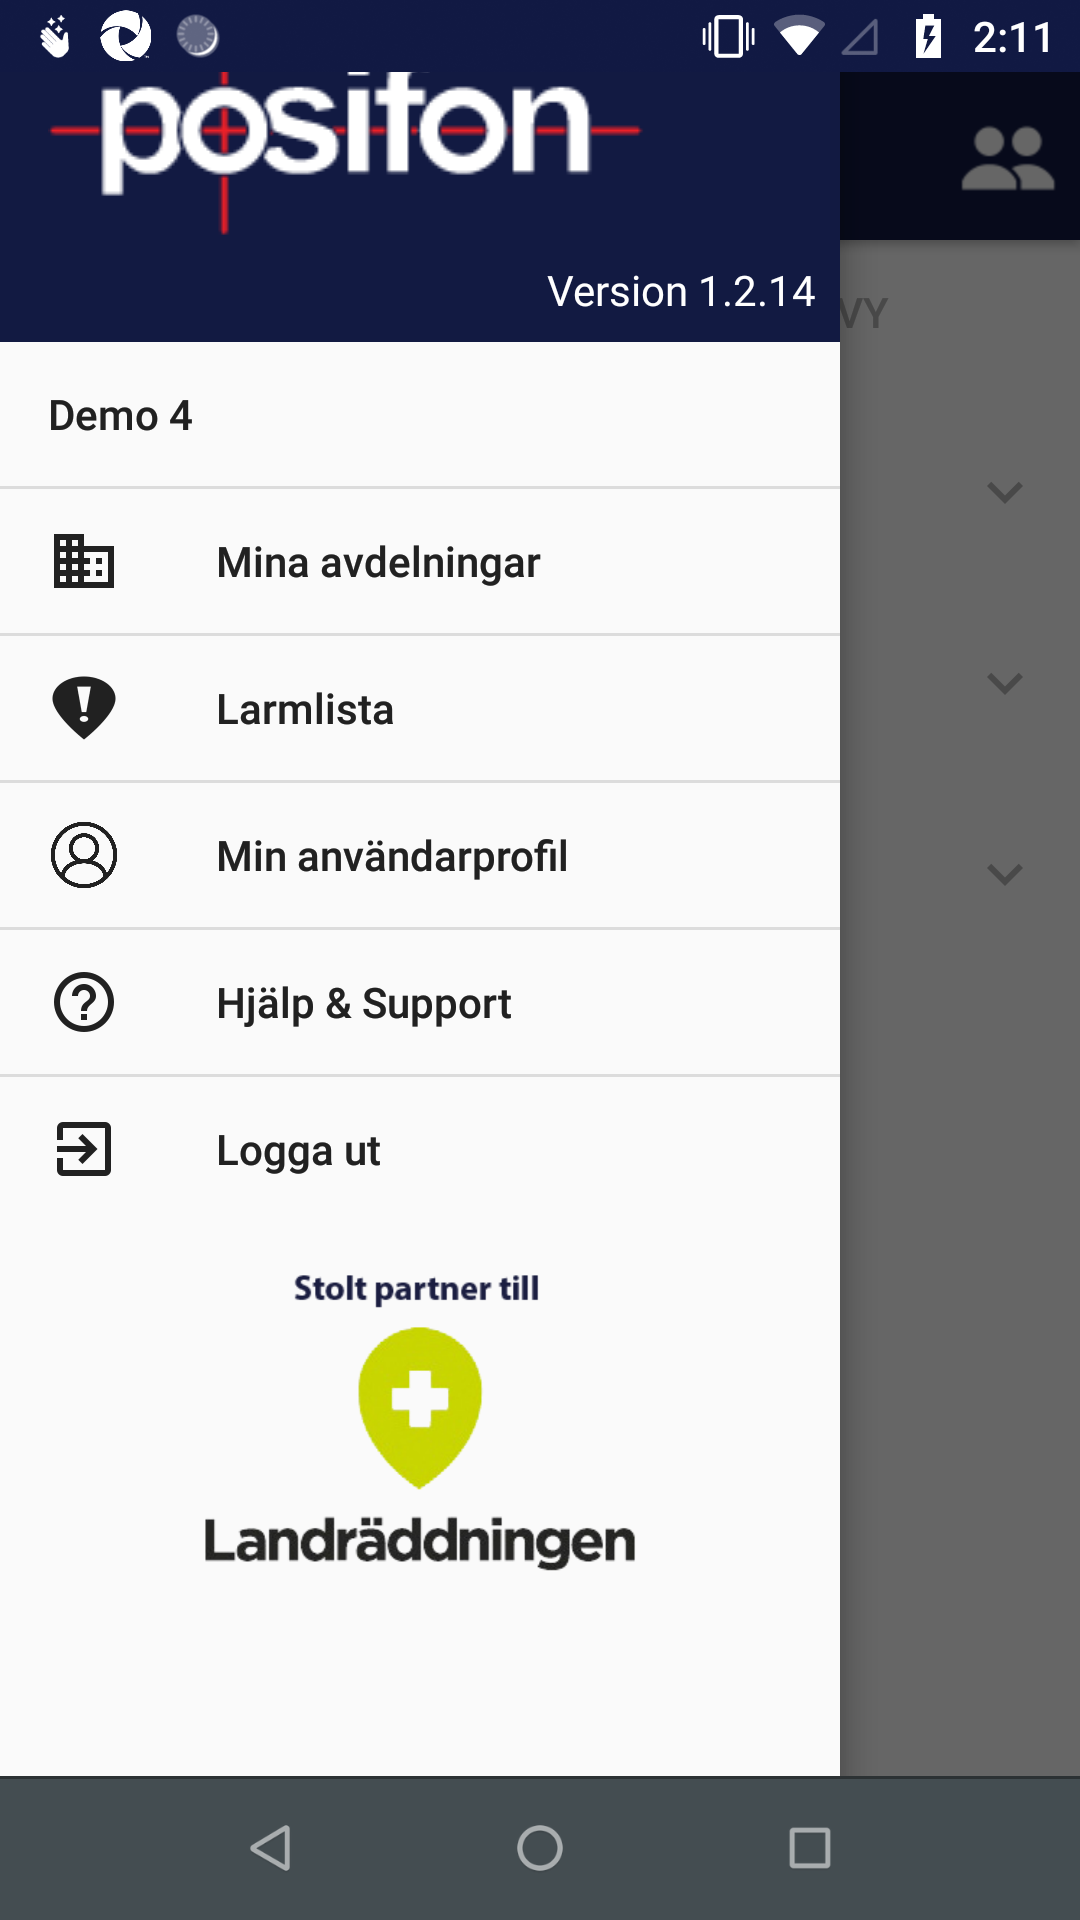 2:11
positon
Version 1.2.14
VY
Demo 4
Mina avdelningar
Larmlista
Min användarprofil
Hjälp & Support
Logga ut
Stolt partner till
Landräddningen